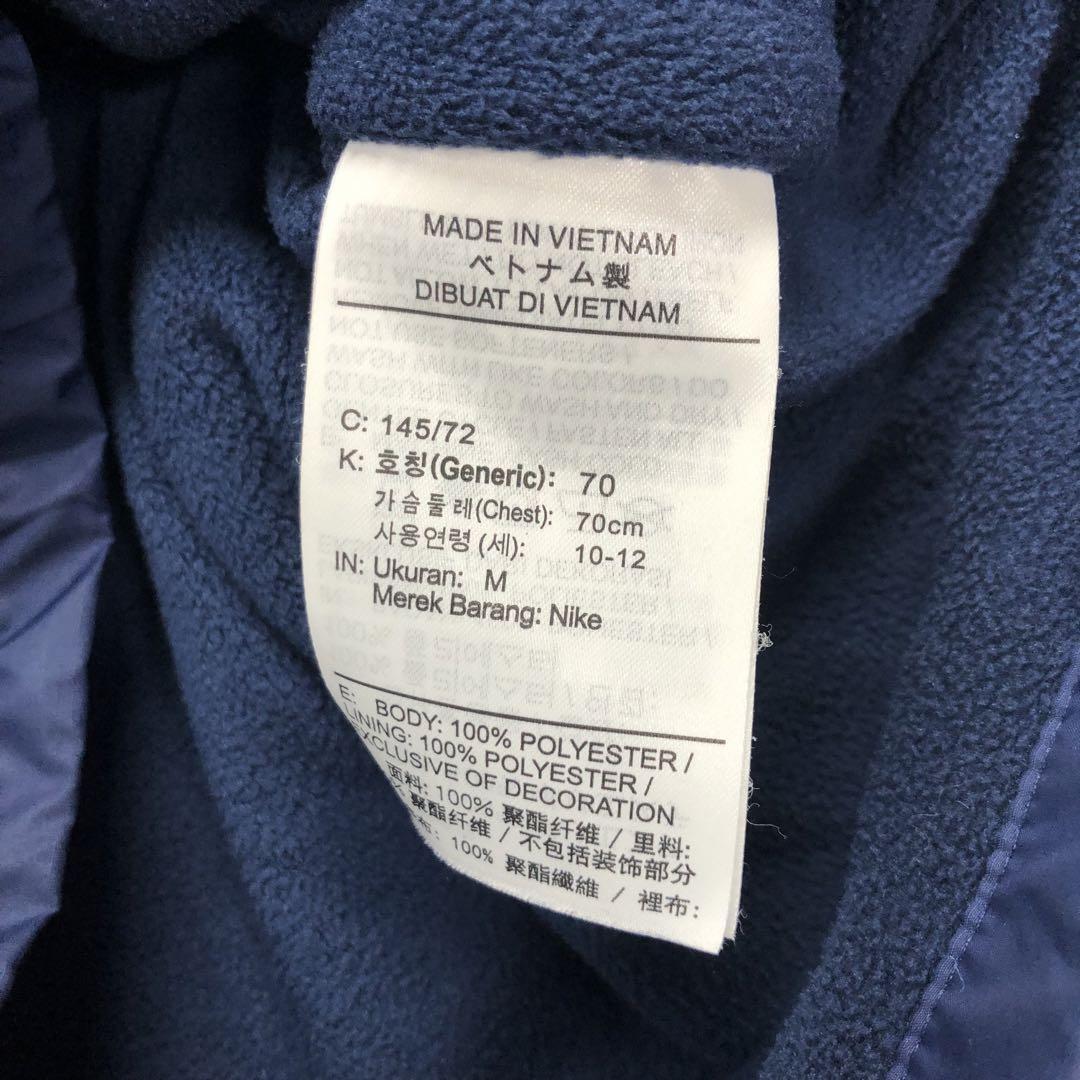 MADE IN VIETNAM
ベトナム製
DIBUAT DI VIETNAM
C: 145/72
K: 호칭(Generic): 70
가슴둘레(Chest): 70cm
사용연령 (세): 10-12
IN: Ukuran: M
Merek Barang: Nike
E: BODY: 100% POLYESTER /
LINING: 100% POLYESTER /
EXCLUSIVE OF DECORATION
面料: 100% 聚酯纤维 / 里料:
聚酯纤维 / 不包括装饰部分
布: 100% 聚酯纖維 / 裡布: